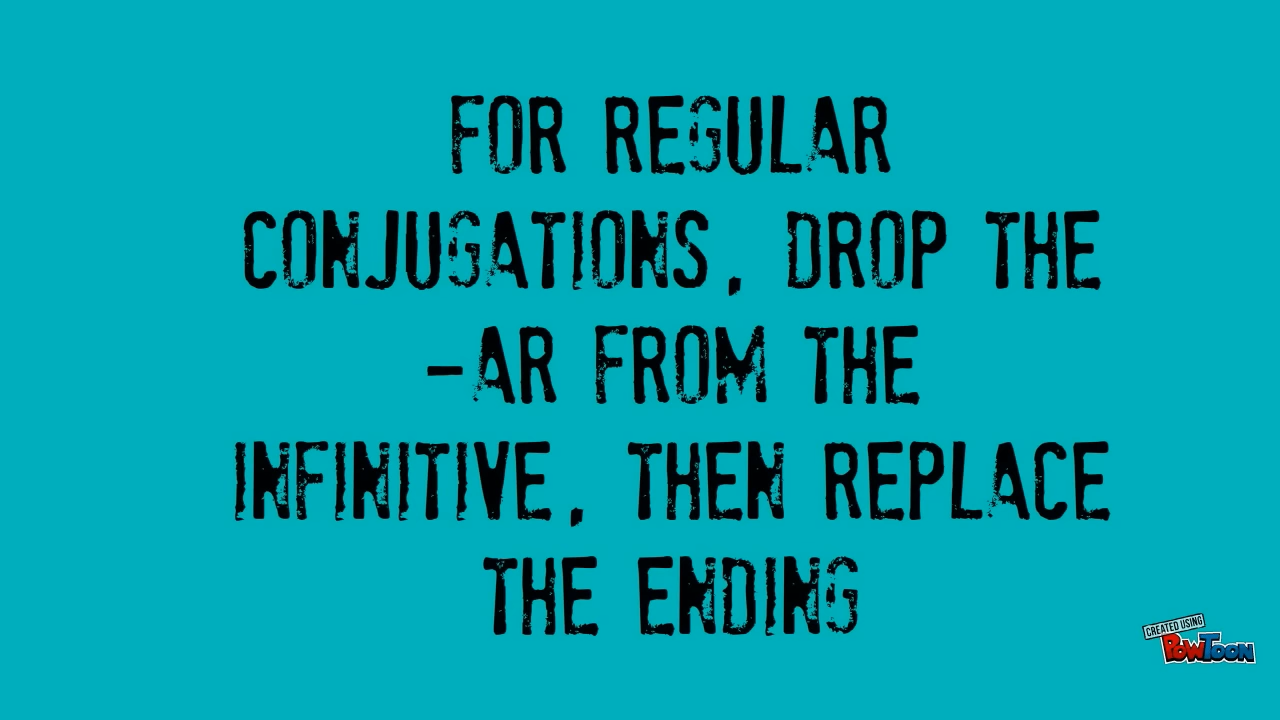 FOR REGULAR
CONJUGATIONS, DROP THE
-AR FROM THE
INFINITIVE, THEN REPLACE
THE ENDING
CREATED USING
POWTOON